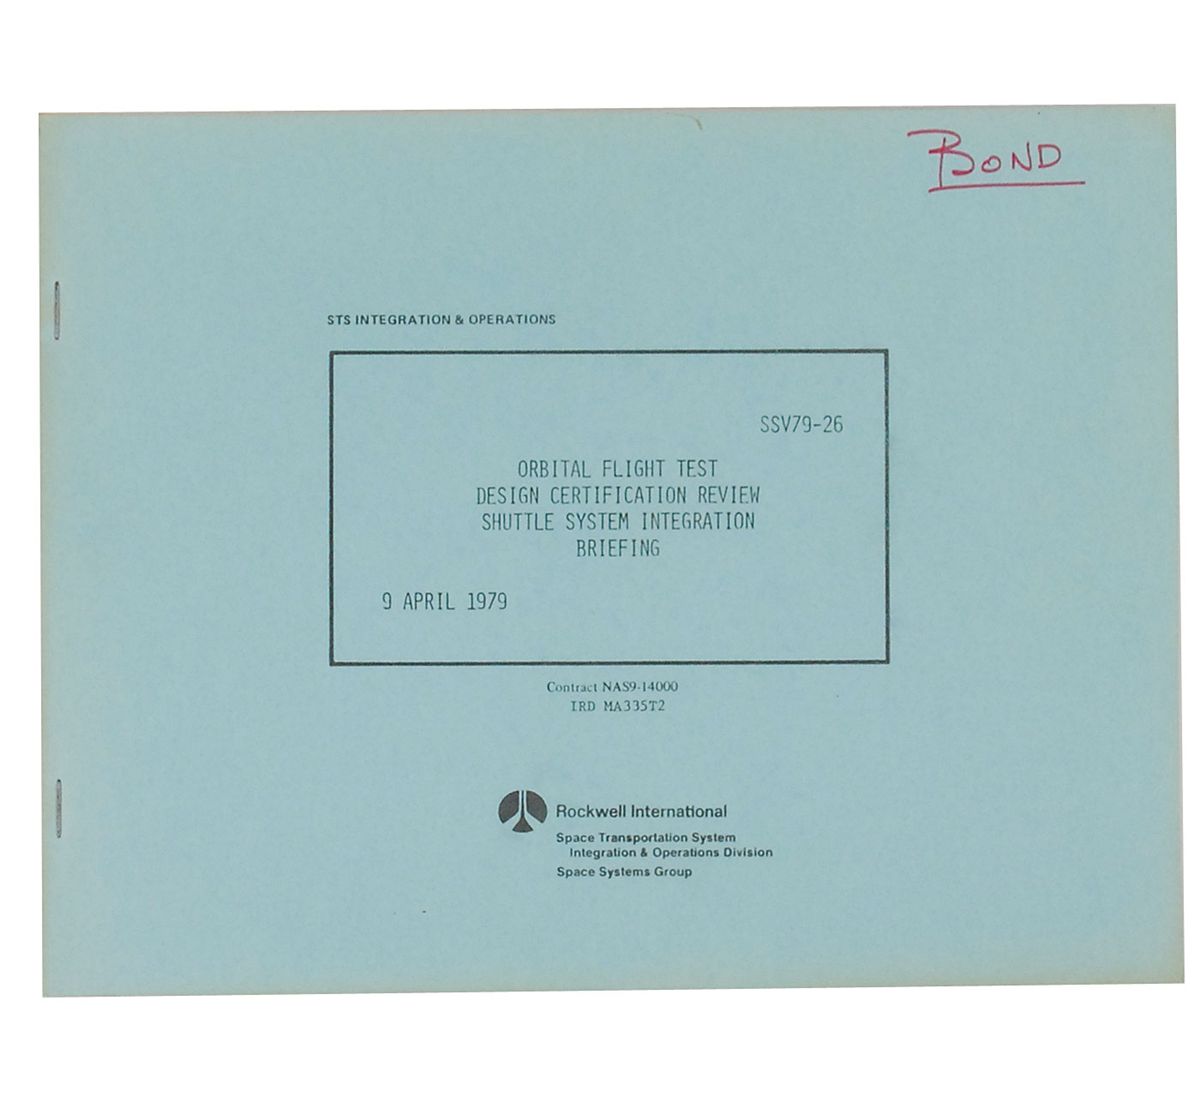 BOND
STS INTEGRATION & OPERATIONS
SSV79-26
ORBITAL FLIGHT TEST
DESIGN CERTIFICATION REVIEW
SHUTTLE SYSTEM INTEGRATION
BRIEFING
9 APRIL 1979
Contract NAS9-14000
IRD MA335T2
Rockwell International
Space Transportation System
Integration & Operations Division
Space Systems Group